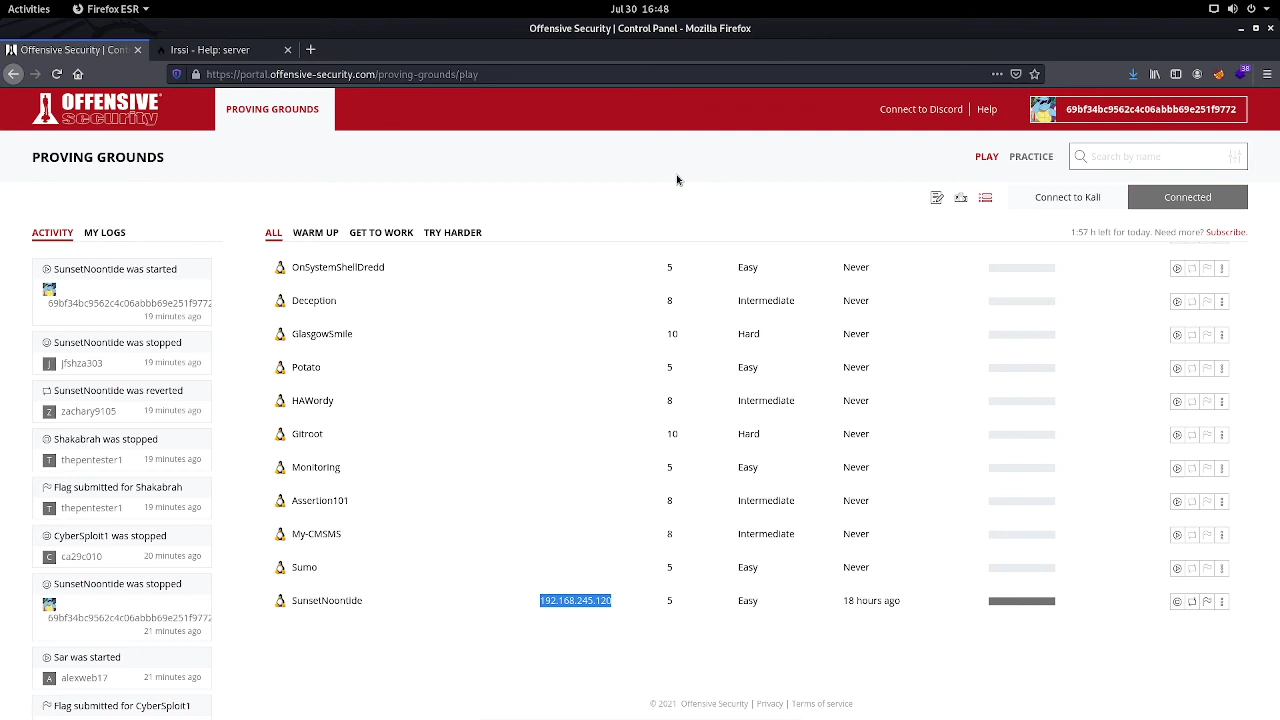 Activities
Firefox ESR
Jul 30 16:48
Offensive Security | Control Panel - Mozilla Firefox
Offensive Security | Cont
Irssi - Help: server
https://portal.offensive-security.com/proving-grounds/play
38
OFFENSIVE security
PROVING GROUNDS
Connect to Discord | Help
69bf34bc9562c4c06abbb69e251f9772
PROVING GROUNDS
PLAY PRACTICE
Search by name
Connect to Kali
Connected
ACTIVITY MY LOGS
ALL WARM UP GET TO WORK TRY HARDER
1:57 h left for today. Need more? Subscribe.
SunsetNoontide was started
69bf34bc9562c4c06abbb69e251f9772
19 minutes ago
SunsetNoontide was stopped
J jfshza303 19 minutes ago
SunsetNoontide was reverted
Z zachary9105 19 minutes ago
Shakabrah was stopped
T thepentester1 19 minutes ago
Flag submitted for Shakabrah
T thepentester1 19 minutes ago
CyberSploit1 was stopped
C ca29c010 20 minutes ago
SunsetNoontide was stopped
69bf34bc9562c4c06abbb69e251f9772
21 minutes ago
Sar was started
A alexweb17 21 minutes ago
Flag submitted for CyberSploit1
OnSystemShellDredd 5 Easy Never
Deception 8 Intermediate Never
GlasgowSmile 10 Hard Never
Potato 5 Easy Never
HAWordy 8 Intermediate Never
Gitroot 10 Hard Never
Monitoring 5 Easy Never
Assertion101 8 Intermediate Never
My-CMSMS 8 Intermediate Never
Sumo 5 Easy Never
SunsetNoontide 192.168.245.120 5 Easy 18 hours ago
© 2021 Offensive Security | Privacy | Terms of service